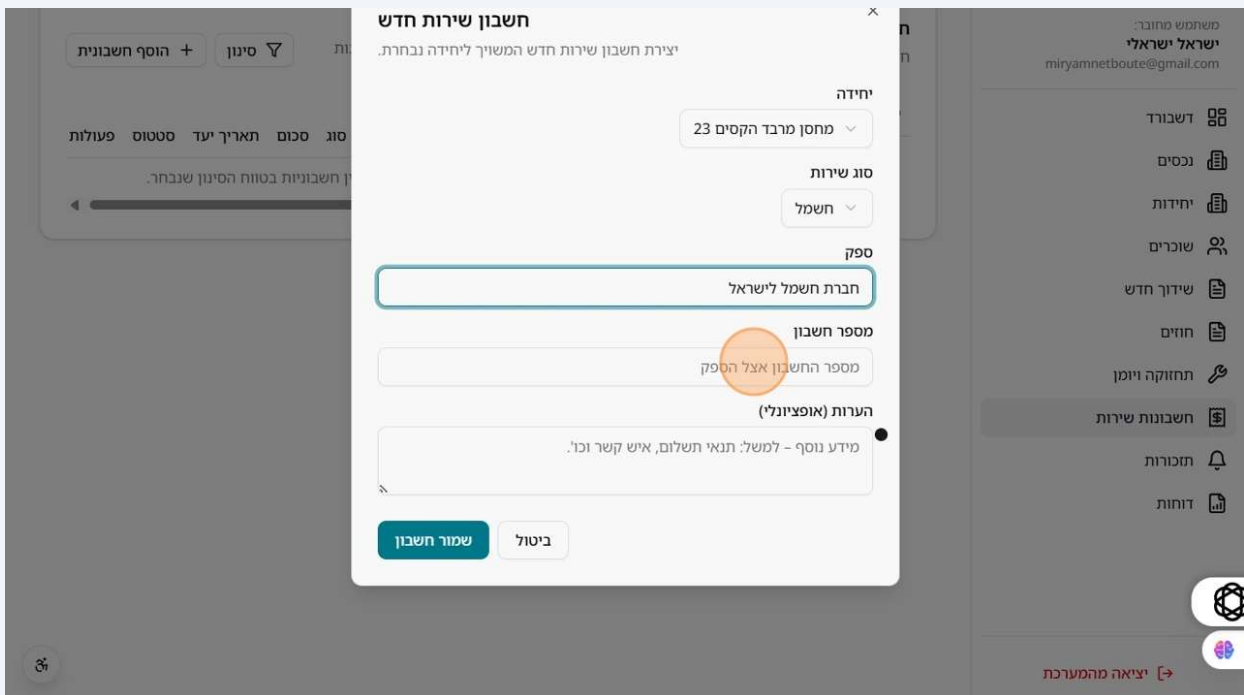 משתמש מחובר:
ישראל ישראלי
miryamnetboute@gmail.com
דשבורד
נכסים
יחידות
שוכרים
שידוך חדש
חוזים
תחזוקה ויומן
חשבונות שירות
תזכורות
דוחות
יציאה מהמערכת
סינון
הוסף חשבונית
סוג סכום תאריך יעד סטטוס פעולות
חשבוניות בטווח הסינון שנבחר.
חשבון שירות חדש
יצירת חשבון שירות חדש המשויך ליחידה נבחרת.
יחידה
מחסן מרבד הקסים 23
סוג שירות
חשמל
ספק
חברת חשמל לישראל
מספר חשבון
מספר החשבון אצל הספק
הערות (אופציונלי)
מידע נוסף – למשל: תנאי תשלום, איש קשר וכו'.
ביטול
שמור חשבון